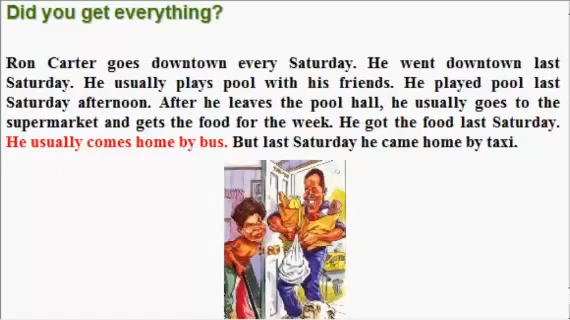 Did you get everything?
Ron Carter goes downtown every Saturday. He went downtown last
Saturday. He usually plays pool with his friends. He played pool last
Saturday afternoon. After he leaves the pool hall, he usually goes to the
supermarket and gets the food for the week. He got the food last Saturday.
He usually comes home by bus. But last Saturday he came home by taxi.